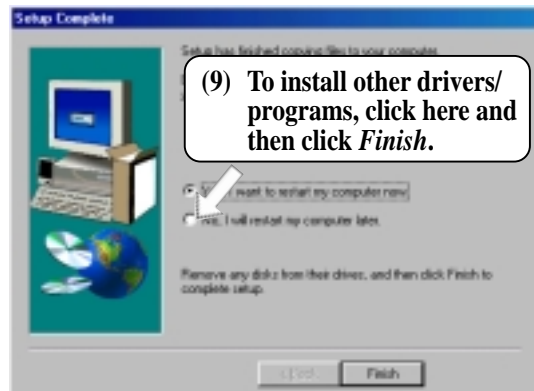 Setup Complete
Setup has finished copying files to your computer.
(9) To install other drivers/
programs, click here and
then click Finish.
I want to restart my computer now.
No, I will restart my computer later.
Remove any disks from their drives, and then click Finish to
complete setup.
Finish